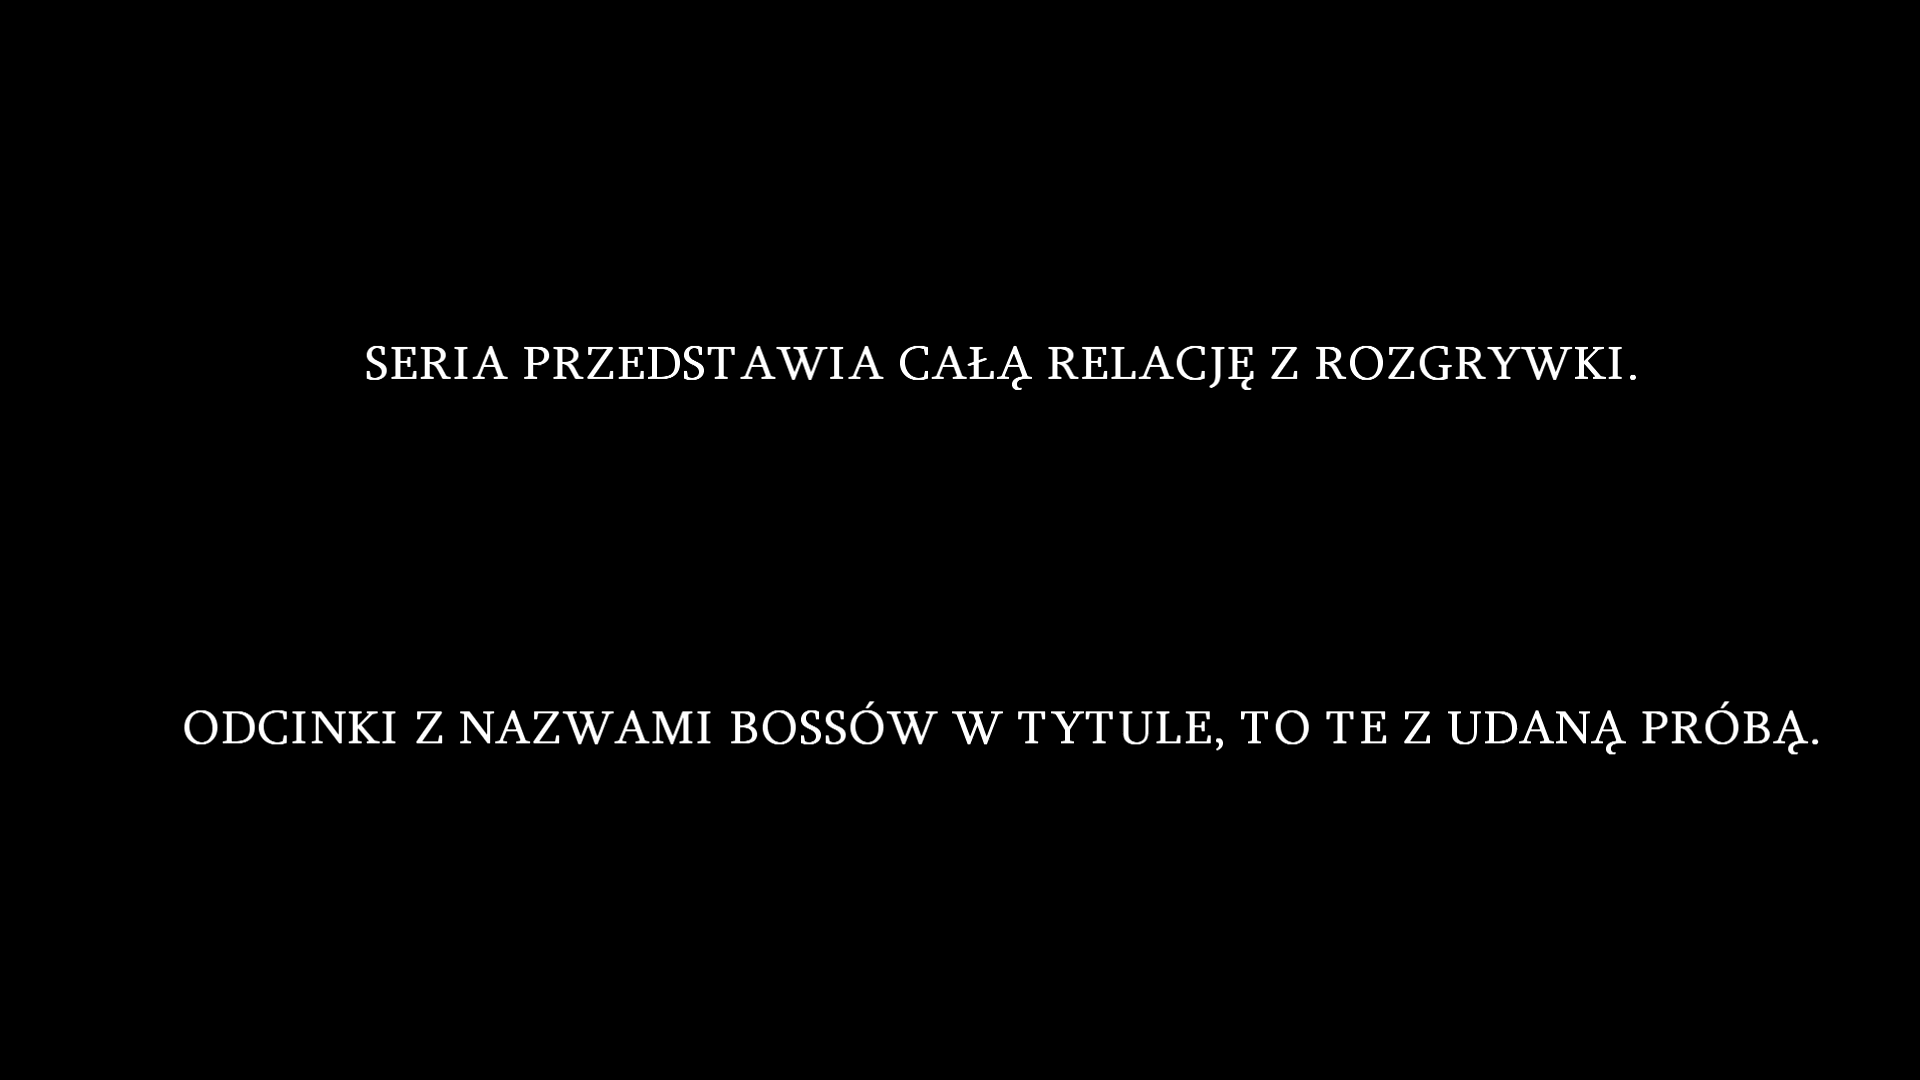 SERIA PRZEDSTAWIA CAŁĄ RELACJĘ Z ROZGRYWKI.
ODCINKI Z NAZWAMI BOSSÓW W TYTULE, TO TE Z UDANĄ PRÓBĄ.